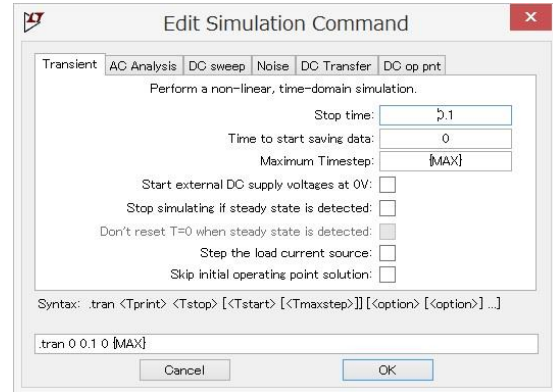 Edit Simulation Command
Transient AC Analysis DC sweep Noise DC Transfer DC op pnt
Perform a non-linear, time-domain simulation.
Stop time: 0.1
Time to start saving data: 0
Maximum Timestep: {MAX}
Start external DC supply voltages at 0V:
Stop simulating if steady state is detected:
Don't reset T=0 when steady state is detected:
Step the load current source:
Skip initial operating point solution:
Syntax: .tran <Tprint> <Tstop> [<Tstart> [<Tmaxstep>]] [<option> [<option>] ...]
.tran 0 0.1 0 {MAX}
Cancel OK